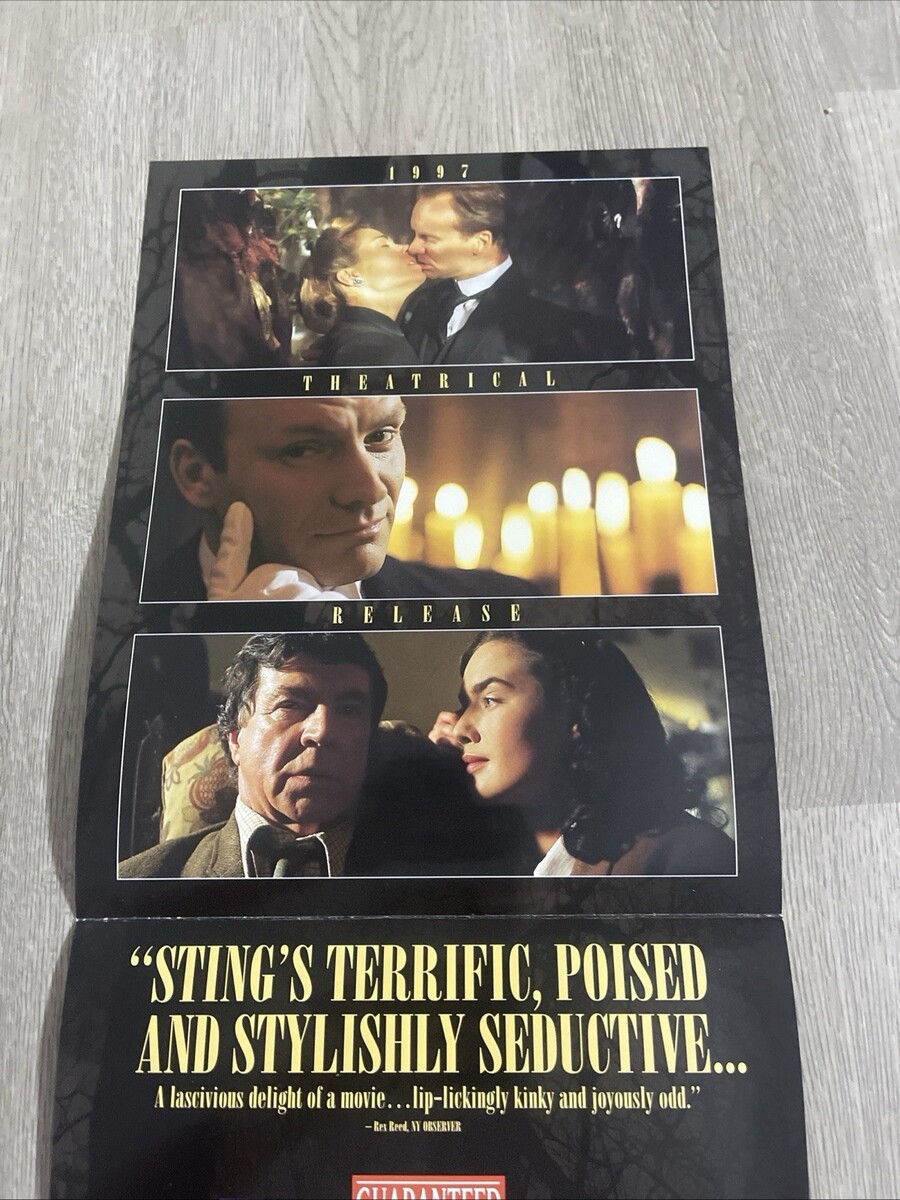 1997
THEATRICAL
RELEASE
“STING’S TERRIFIC, POISED
AND STYLISHLY SEDUCTIVE...
A lascivious delight of a movie...lip-lickingly kinky and joyously odd.”
– Rex Reed, NY OBSERVER
GUARANTEED